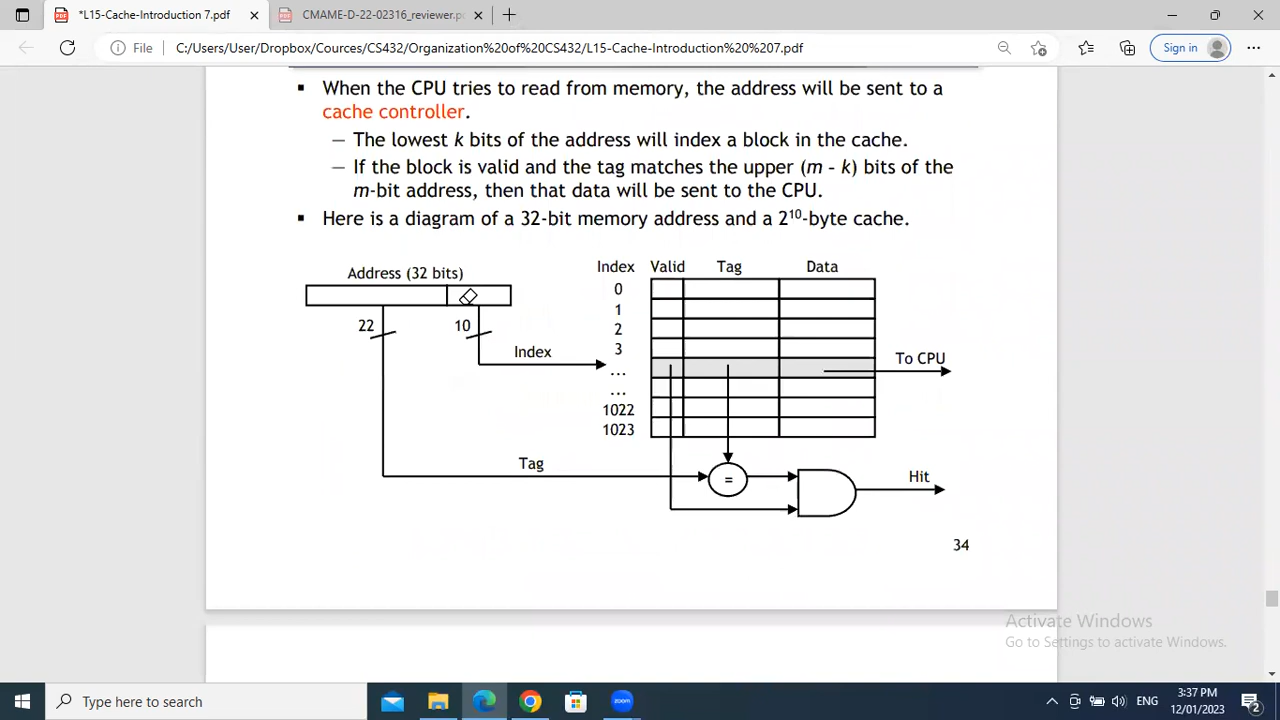 *L15-Cache-Introduction 7.pdf
CMAME-D-22-02316_reviewer.pd
File
C:/Users/User/Dropbox/Cources/CS432/Organization%20of%20CS432/L15-Cache-Introduction%20%207.pdf
Sign in
▪ When the CPU tries to read from memory, the address will be sent to a
cache controller.
— The lowest k bits of the address will index a block in the cache.
— If the block is valid and the tag matches the upper (m - k) bits of the
m-bit address, then that data will be sent to the CPU.
▪ Here is a diagram of a 32-bit memory address and a 2¹⁰-byte cache.
Address (32 bits)
22
10
Index
Tag
Index Valid Tag Data
0
1
2
3
...
...
1022
1023
To CPU
=
Hit
34
Activate Windows
Go to Settings to activate Windows.
Type here to search
zoom
ENG
3:37 PM
12/01/2023
2